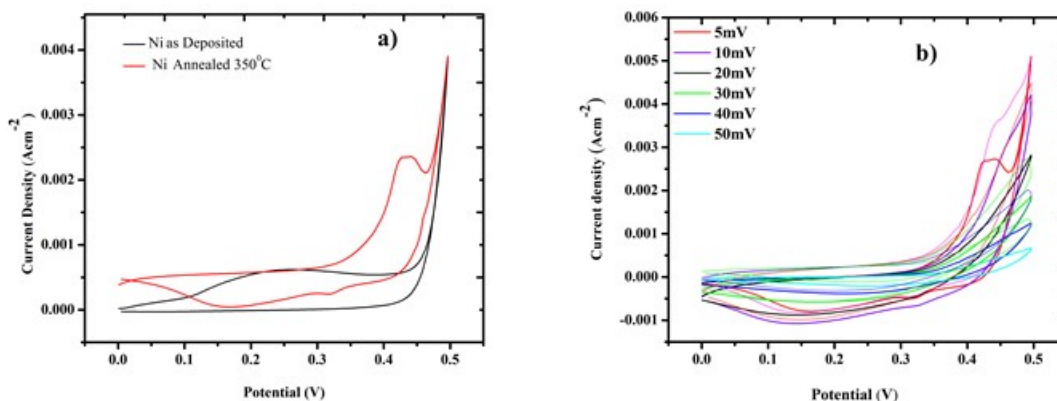 a)
Ni as Deposited
Ni Annealed 350⁰C
0.004
0.003
0.002
0.001
0.000
Current Density (Acm⁻²)
0.0 0.1 0.2 0.3 0.4 0.5
Potential (V)
b)
5mV
10mV
20mV
30mV
40mV
50mV
0.006
0.005
0.004
0.003
0.002
0.001
0.000
-0.001
Current density (Acm⁻²)
0.0 0.1 0.2 0.3 0.4 0.5
Potential (V)